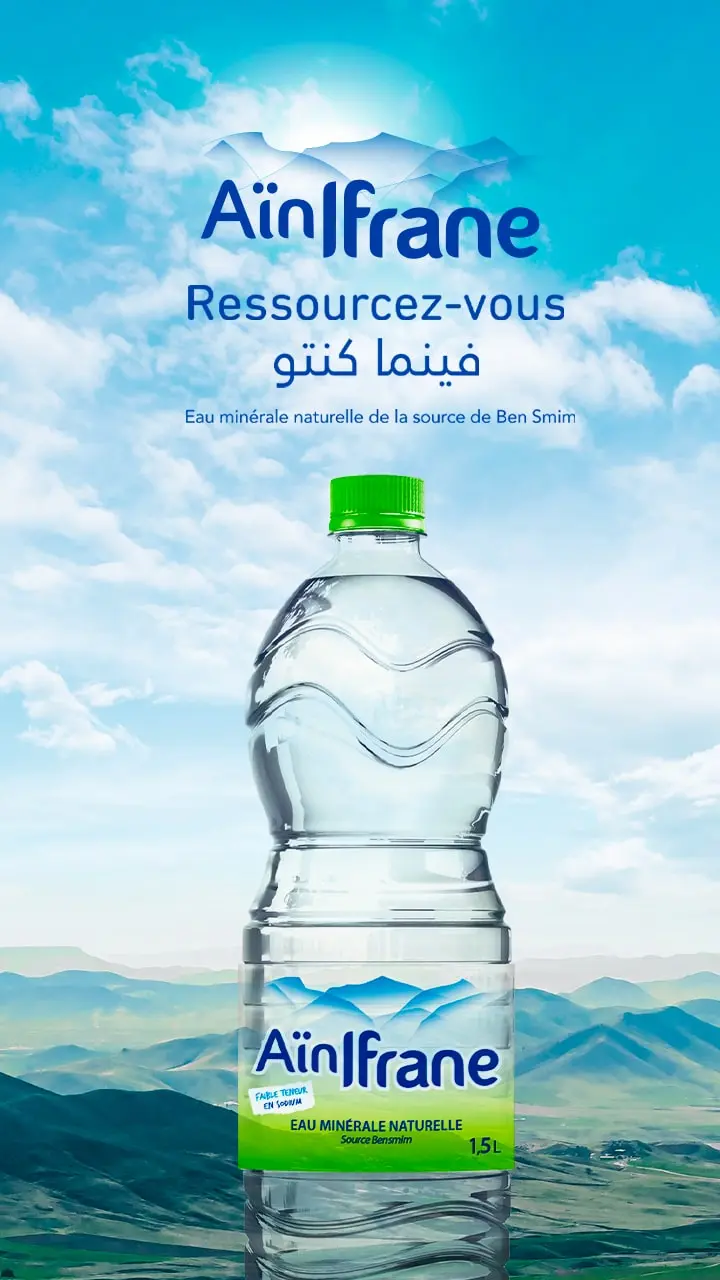 AïnIfrane
Ressourcez-vous
فينما كنتو
Eau minérale naturelle de la source de Ben Smim
AïnIfrane
FAIBLE TENEUR
EN SODIUM
EAU MINÉRALE NATURELLE
Source Bensmim
1,5 L